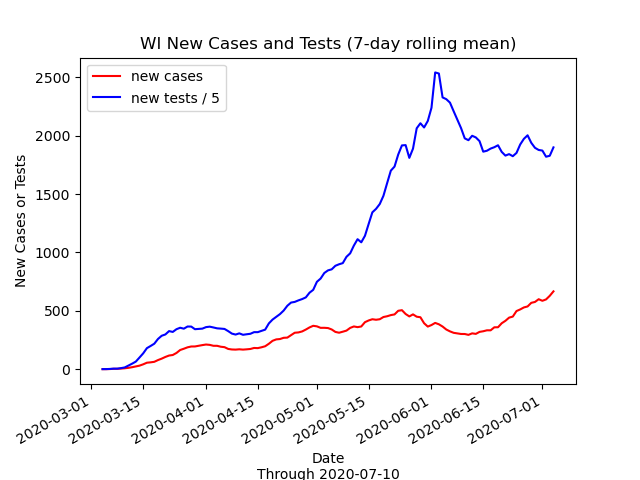 WI New Cases and Tests (7-day rolling mean)
new cases
new tests / 5
New Cases or Tests
2500
2000
1500
1000
500
0
2020-03-01
2020-03-15
2020-04-01
2020-04-15
2020-05-01
2020-05-15
2020-06-01
2020-06-15
2020-07-01
Date
Through 2020-07-10